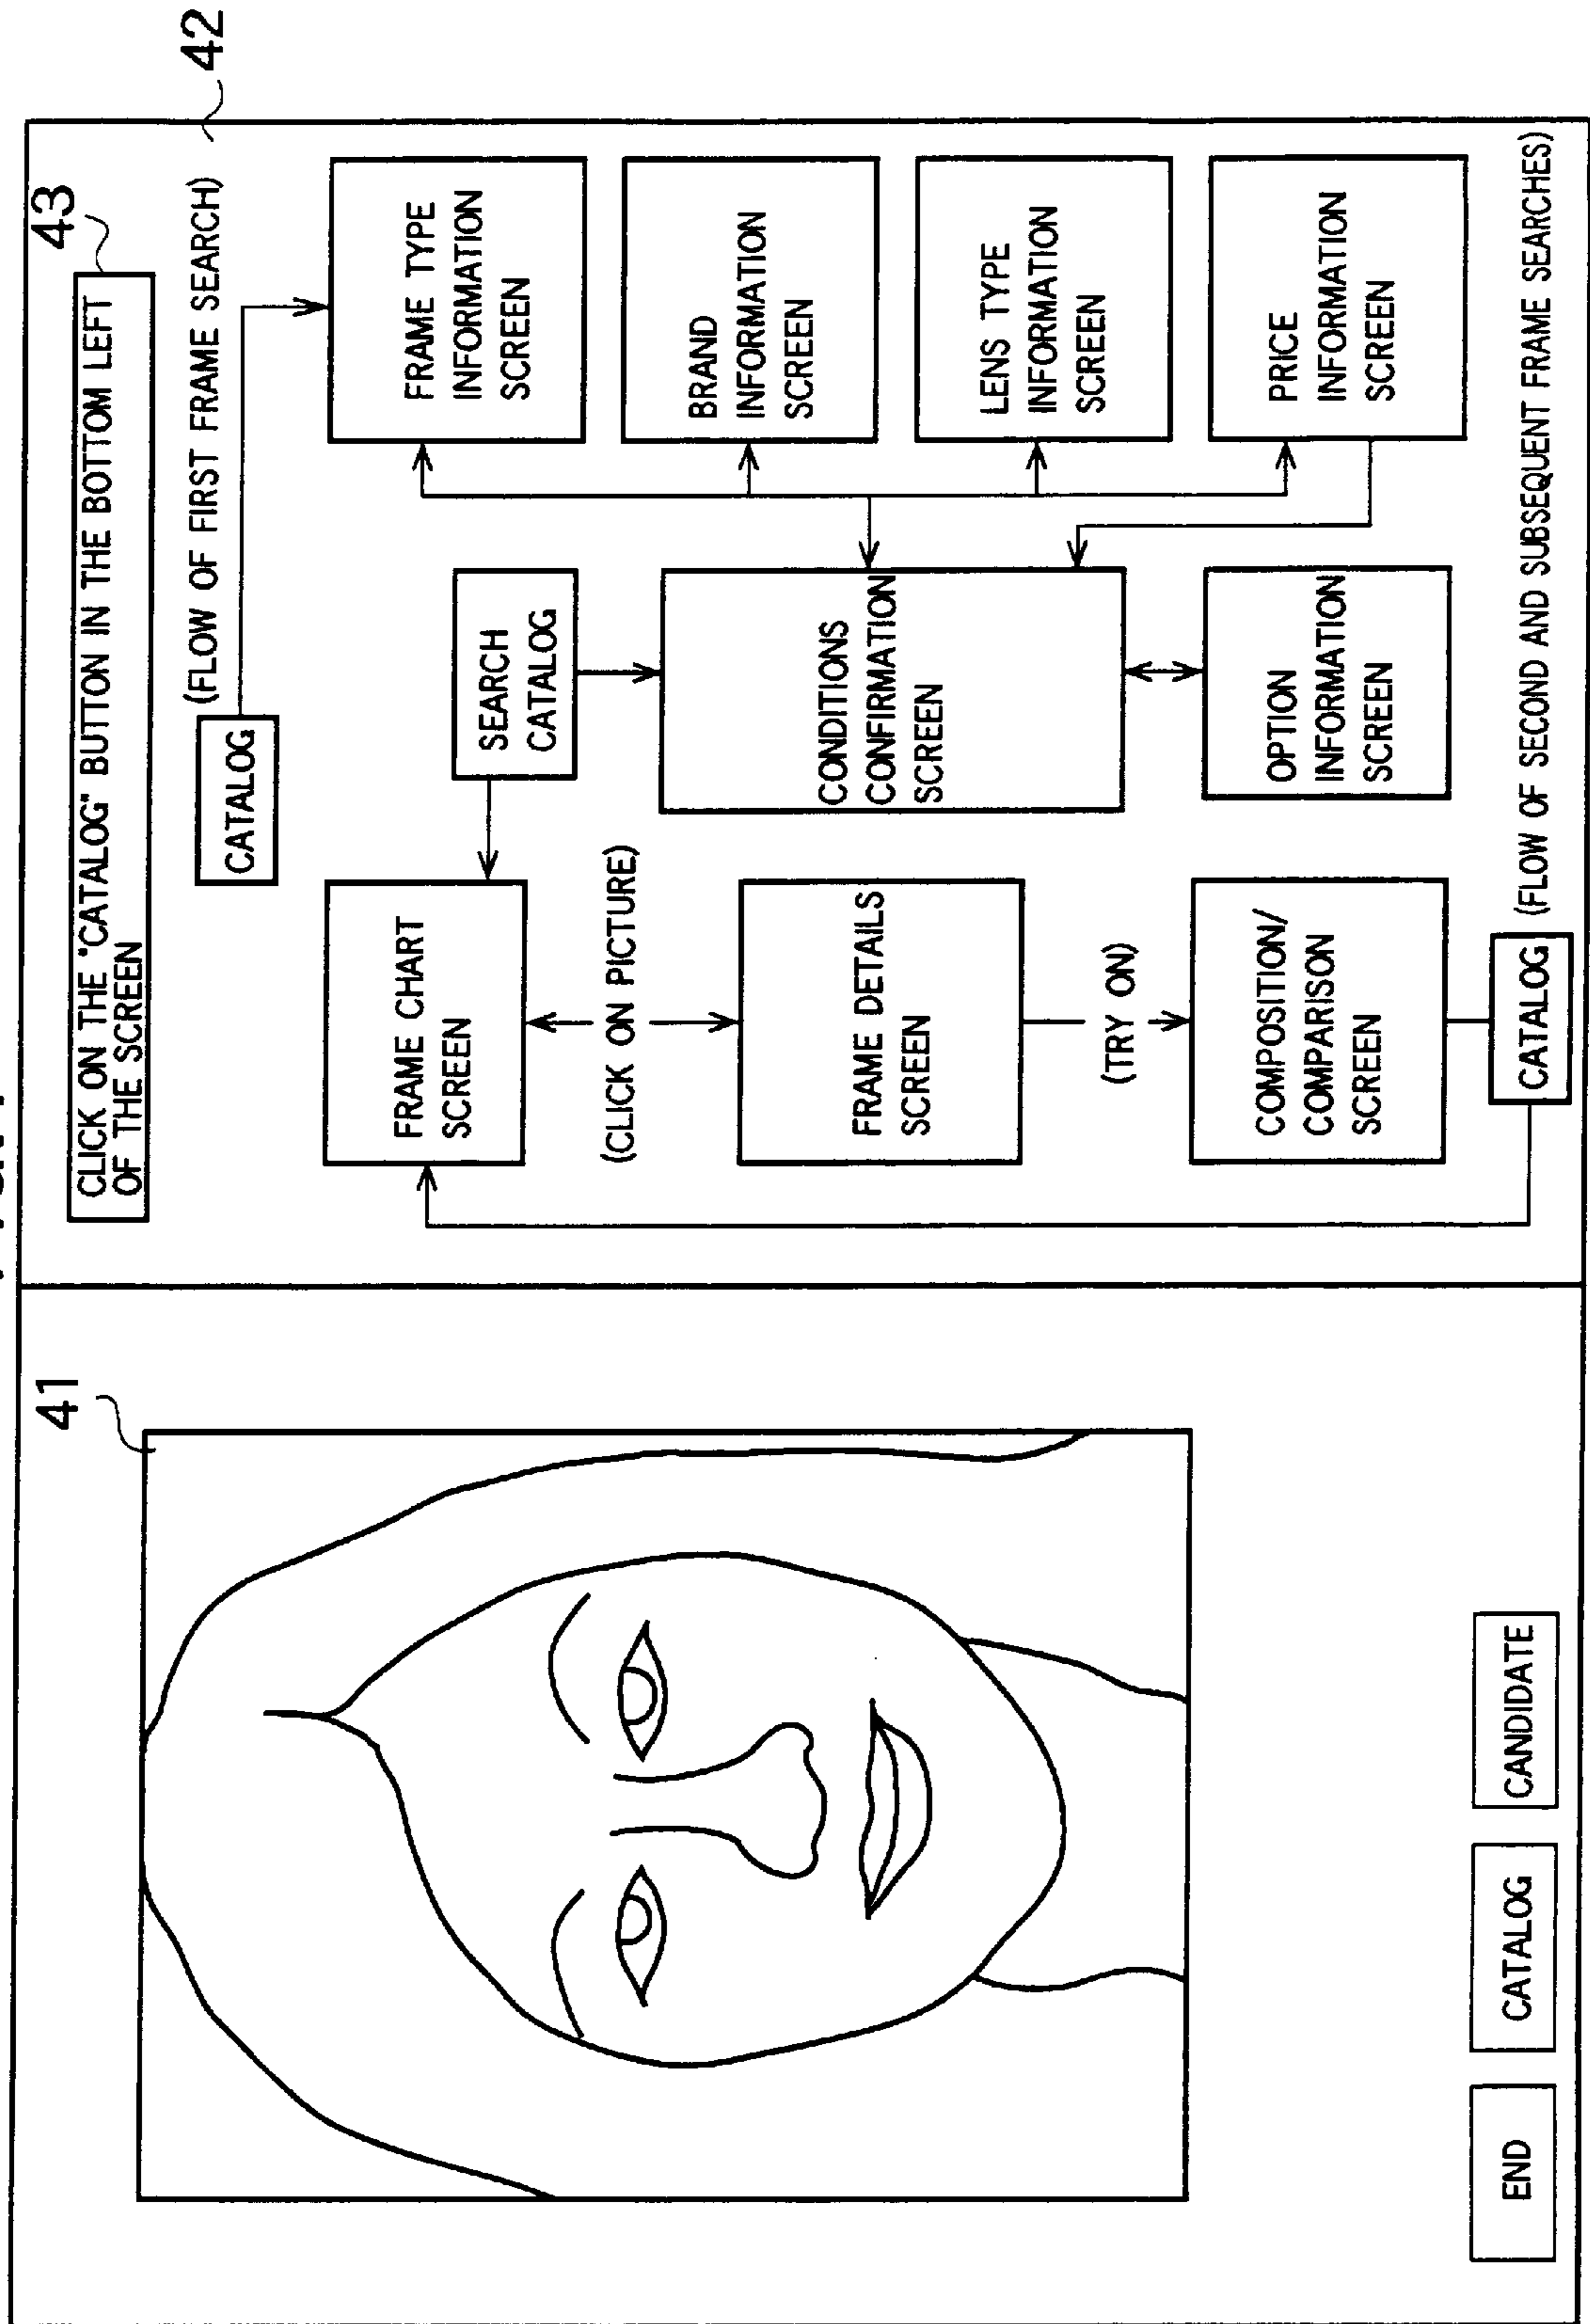 41
END
CATALOG
CANDIDATE
42
43
CLICK ON THE "CATALOG" BUTTON IN THE BOTTOM LEFT
OF THE SCREEN
CATALOG
(FLOW OF FIRST FRAME SEARCH)
FRAME CHART
SCREEN
SEARCH
CATALOG
FRAME TYPE
INFORMATION
SCREEN
(CLICK ON PICTURE)
BRAND
INFORMATION
SCREEN
FRAME DETAILS
SCREEN
CONDITIONS
CONFIRMATION
SCREEN
LENS TYPE
INFORMATION
SCREEN
(TRY ON)
COMPOSITION/
COMPARISON
SCREEN
OPTION
INFORMATION
SCREEN
PRICE
INFORMATION
SCREEN
CATALOG
(FLOW OF SECOND AND SUBSEQUENT FRAME SEARCHES)